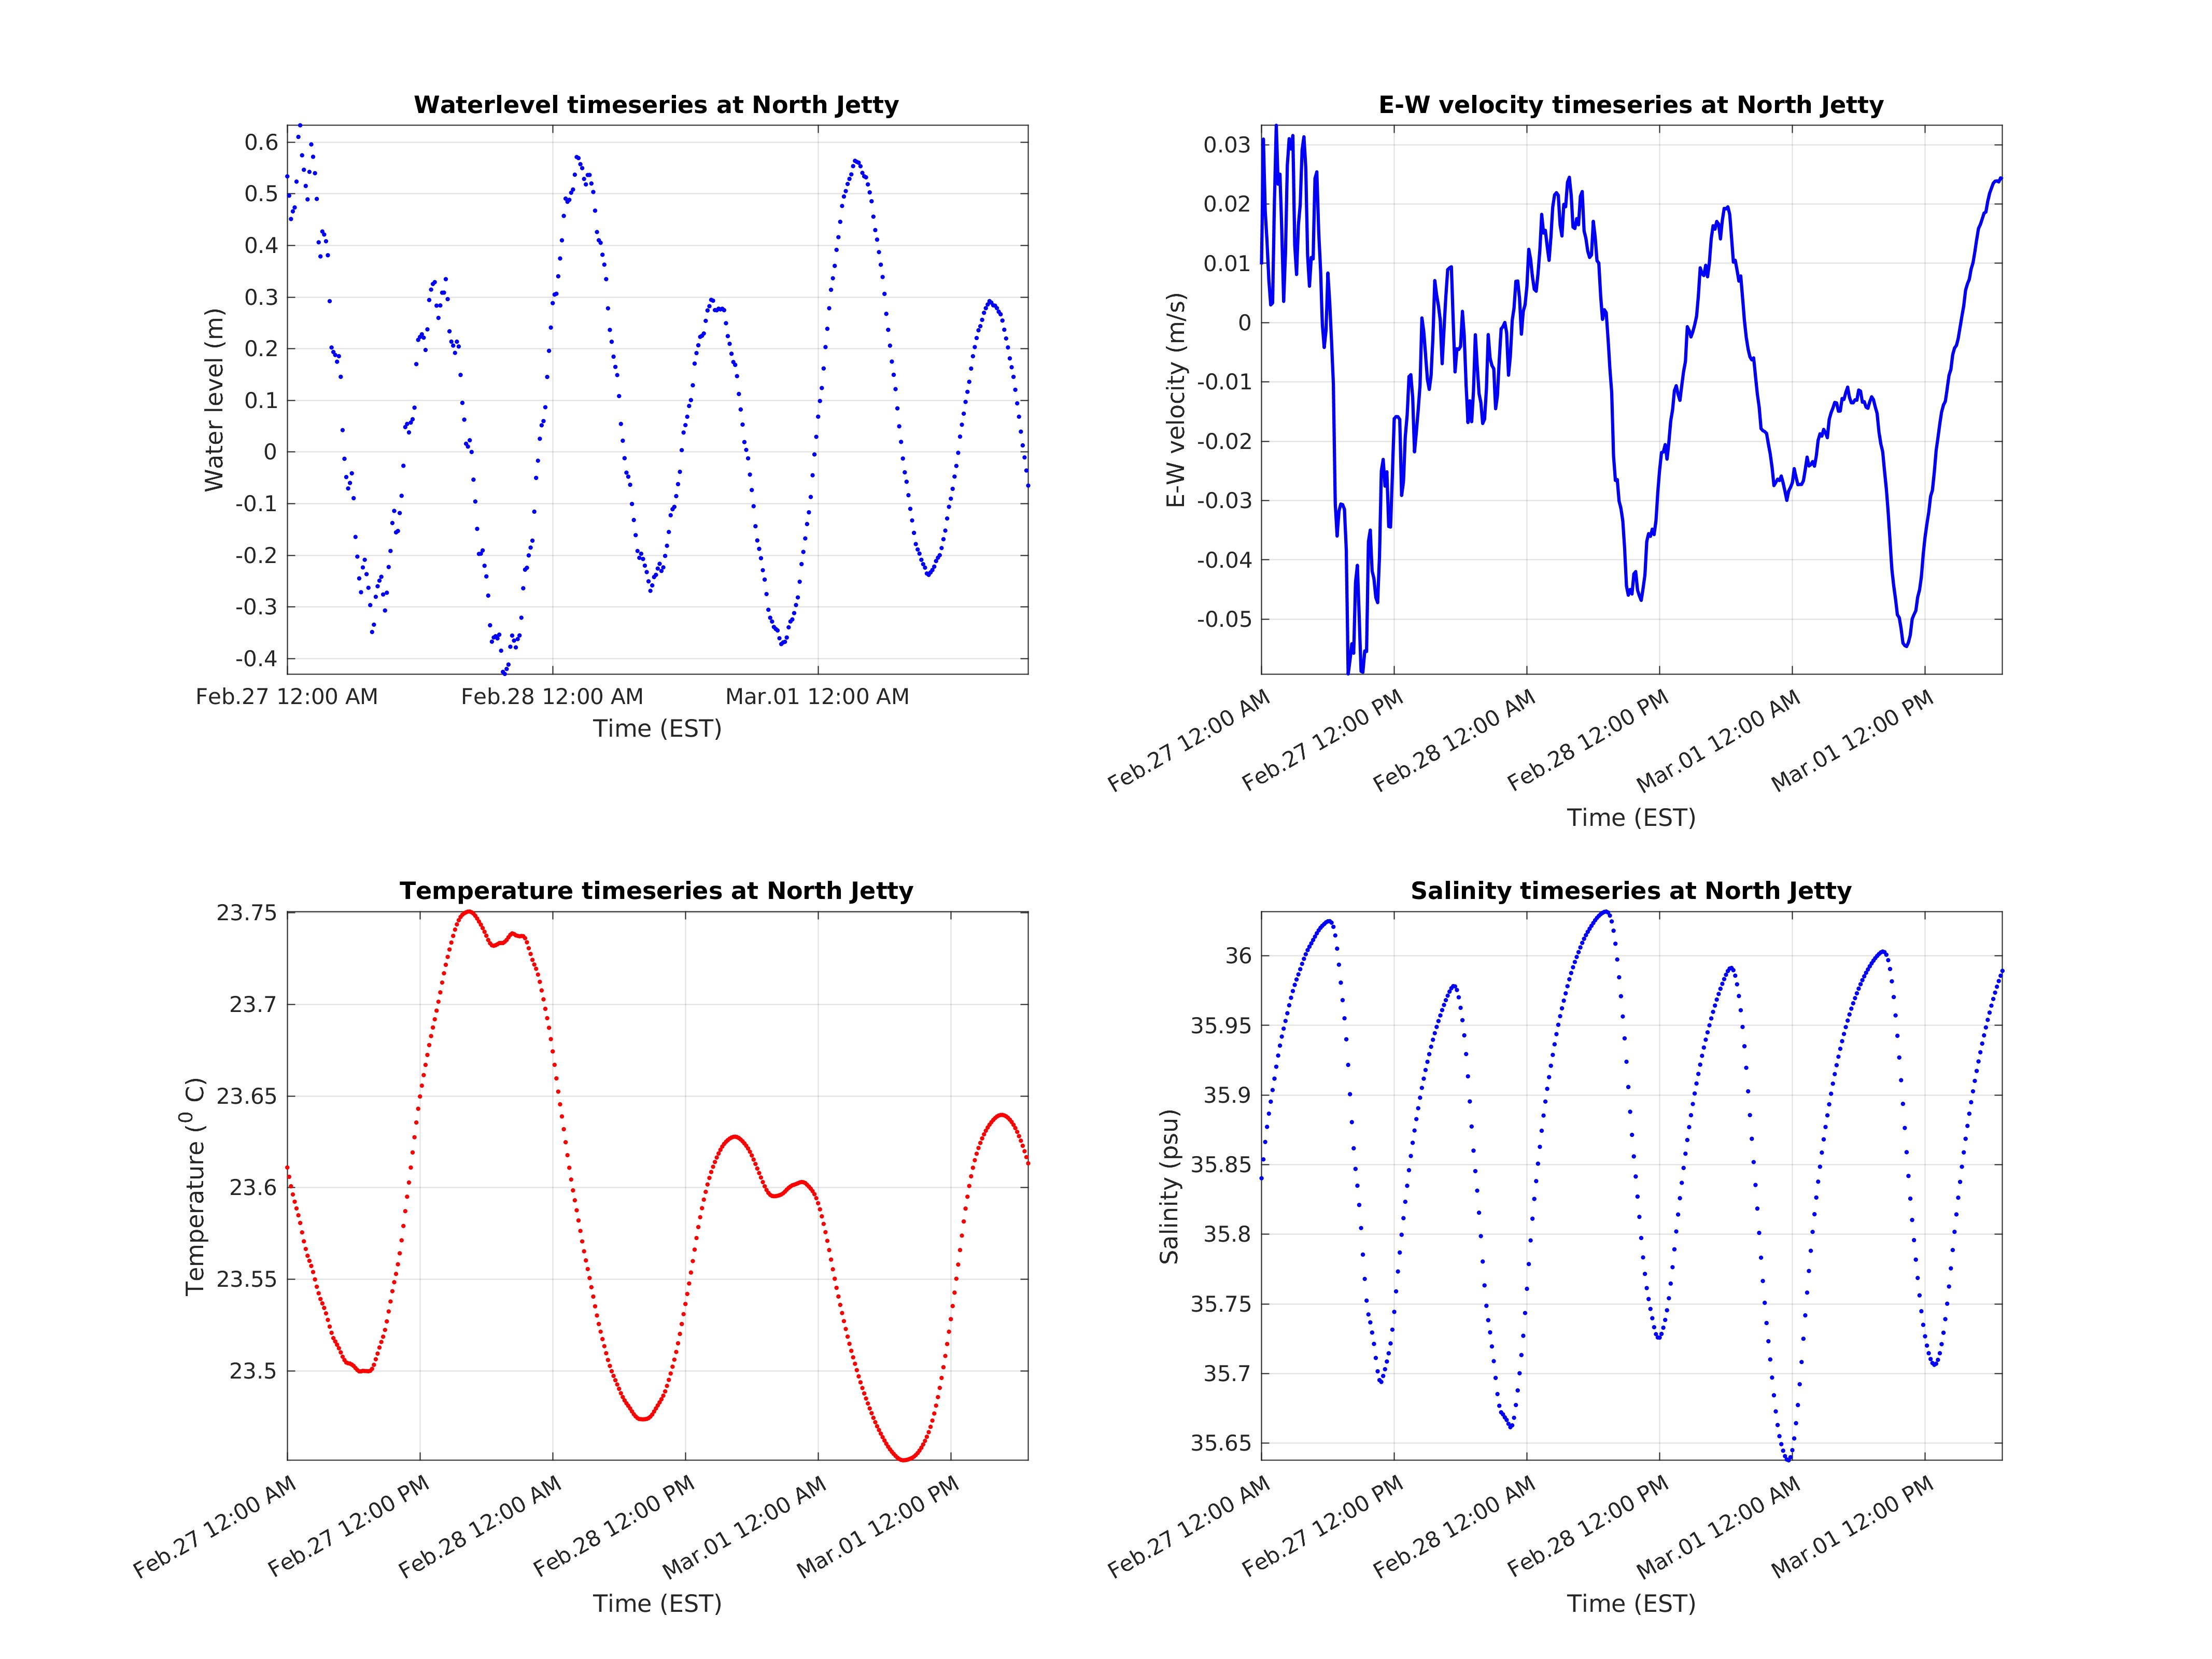 Waterlevel timeseries at North Jetty
0.6
0.5
0.4
0.3
0.2
0.1
0
-0.1
-0.2
-0.3
-0.4
Water level (m)
Feb.27 12:00 AM
Feb.28 12:00 AM
Mar.01 12:00 AM
Time (EST)
E-W velocity timeseries at North Jetty
0.03
0.02
0.01
0
-0.01
-0.02
-0.03
-0.04
-0.05
E-W velocity (m/s)
Feb.27 12:00 AM
Feb.27 12:00 PM
Feb.28 12:00 AM
Feb.28 12:00 PM
Mar.01 12:00 AM
Mar.01 12:00 PM
Time (EST)
Temperature timeseries at North Jetty
23.75
23.7
23.65
23.6
23.55
23.5
Temperature (⁰ C)
Feb.27 12:00 AM
Feb.27 12:00 PM
Feb.28 12:00 AM
Feb.28 12:00 PM
Mar.01 12:00 AM
Mar.01 12:00 PM
Time (EST)
Salinity timeseries at North Jetty
36
35.95
35.9
35.85
35.8
35.75
35.7
35.65
Salinity (psu)
Feb.27 12:00 AM
Feb.27 12:00 PM
Feb.28 12:00 AM
Feb.28 12:00 PM
Mar.01 12:00 AM
Mar.01 12:00 PM
Time (EST)